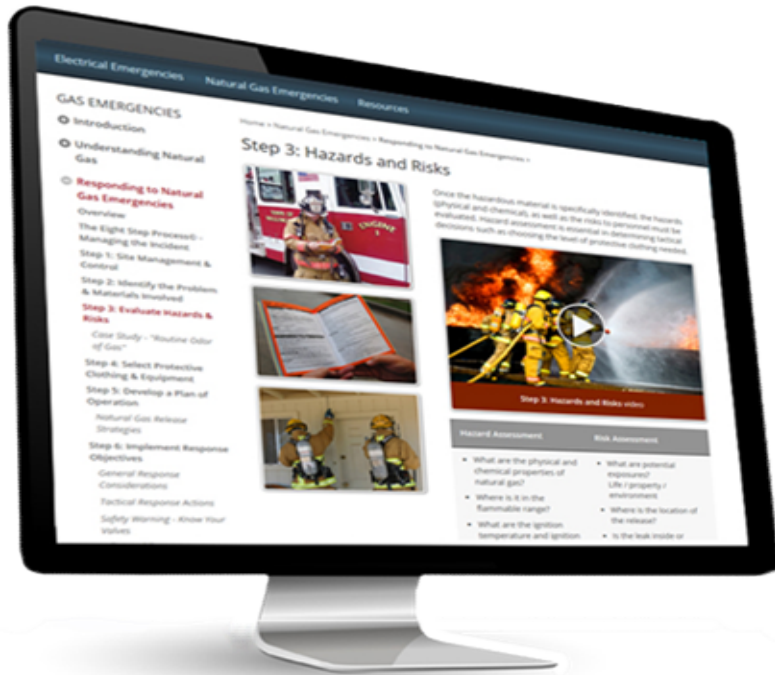 Electrical Emergencies
Natural Gas Emergencies
Resources
GAS EMERGENCIES
Introduction
Understanding Natural
Gas
Responding to Natural
Gas Emergencies
Overview
The Eight Step Process© -
Managing the Incident
Step 1: Site Management &
Control
Step 2: Identify the Problem
& Materials Involved
Step 3: Evaluate Hazards &
Risks
Case Study - "Routine Odor
of Gas"
Step 4: Select Protective
Clothing & Equipment
Step 5: Develop a Plan of
Operation
Natural Gas Release
Strategies
Step 6: Implement Response
Objectives
General Response
Considerations
Tactical Response Actions
Safety Warning - Know Your
Valves
Home > Natural Gas Emergencies > Responding to Natural Gas Emergencies >
Step 3: Hazards and Risks
ENGINE
Once the hazardous material is specifically identified, the hazards
(physical and chemical), as well as the risks to personnel must be
evaluated. Hazard assessment is essential in determining tactical
decisions such as choosing the level of protective clothing needed.
Step 3: Hazards and Risks video
Hazard Assessment
• What are the physical and
chemical properties of
natural gas?
• Where is it in the
flammable range?
• What are the ignition
temperature and ignition
Risk Assessment
• What are potential
exposures?
Life / property /
environment
• Where is the location of
the release?
• Is the leak inside or